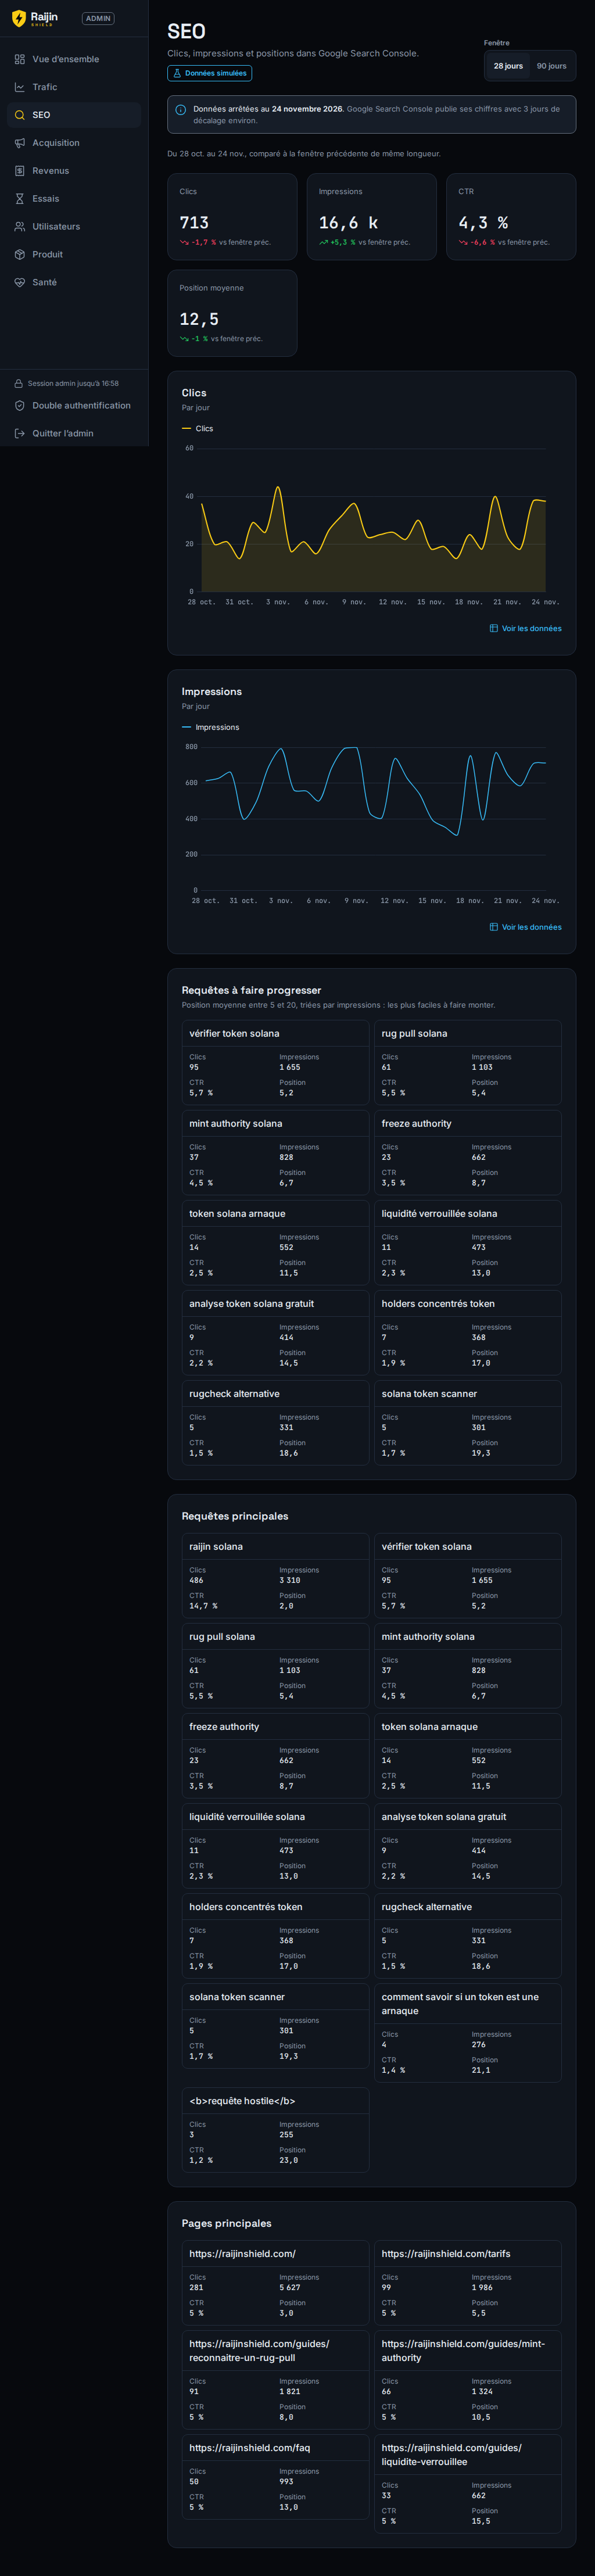 Raijin
SHIELD
ADMIN
Vue d'ensemble
Trafic
SEO
Acquisition
Revenus
Essais
Utilisateurs
Produit
Santé
Session admin jusqu'à 16:58
Double authentification
Quitter l'admin
SEO
Clics, impressions et positions dans Google Search Console.
Données simulées
Fenêtre
28 jours 90 jours
Données arrêtées au 24 novembre 2026. Google Search Console publie ses chiffres avec 3 jours de
décalage environ.
Du 28 oct. au 24 nov., comparé à la fenêtre précédente de même longueur.
Clics
713
-1,7 % vs fenêtre préc.
Impressions
16,6 k
+5,3 % vs fenêtre préc.
CTR
4,3 %
-6,6 % vs fenêtre préc.
Position moyenne
12,5
-1 % vs fenêtre préc.
Clics
Par jour
Clics
60
40
20
0
28 oct. 31 oct. 3 nov. 6 nov. 9 nov. 12 nov. 15 nov. 18 nov. 21 nov. 24 nov.
Voir les données
Impressions
Par jour
Impressions
800
600
400
200
0
28 oct. 31 oct. 3 nov. 6 nov. 9 nov. 12 nov. 15 nov. 18 nov. 21 nov. 24 nov.
Voir les données
Requêtes à faire progresser
Position moyenne entre 5 et 20, triées par impressions : les plus faciles à faire monter.
vérifier token solana
Clics Impressions
95 1 655
CTR Position
5,7 % 5,2
rug pull solana
Clics Impressions
61 1 103
CTR Position
5,5 % 5,4
mint authority solana
Clics Impressions
37 828
CTR Position
4,5 % 6,7
freeze authority
Clics Impressions
23 662
CTR Position
3,5 % 8,7
token solana arnaque
Clics Impressions
14 552
CTR Position
2,5 % 11,5
liquidité verrouillée solana
Clics Impressions
11 473
CTR Position
2,3 % 13,0
analyse token solana gratuit
Clics Impressions
9 414
CTR Position
2,2 % 14,5
holders concentrés token
Clics Impressions
7 368
CTR Position
1,9 % 17,0
rugcheck alternative
Clics Impressions
5 331
CTR Position
1,5 % 18,6
solana token scanner
Clics Impressions
5 301
CTR Position
1,7 % 19,3
Requêtes principales
raijin solana
Clics Impressions
486 3 310
CTR Position
14,7 % 2,0
vérifier token solana
Clics Impressions
95 1 655
CTR Position
5,7 % 5,2
rug pull solana
Clics Impressions
61 1 103
CTR Position
5,5 % 5,4
mint authority solana
Clics Impressions
37 828
CTR Position
4,5 % 6,7
freeze authority
Clics Impressions
23 662
CTR Position
3,5 % 8,7
token solana arnaque
Clics Impressions
14 552
CTR Position
2,5 % 11,5
liquidité verrouillée solana
Clics Impressions
11 473
CTR Position
2,3 % 13,0
analyse token solana gratuit
Clics Impressions
9 414
CTR Position
2,2 % 14,5
holders concentrés token
Clics Impressions
7 368
CTR Position
1,9 % 17,0
rugcheck alternative
Clics Impressions
5 331
CTR Position
1,5 % 18,6
solana token scanner
Clics Impressions
5 301
CTR Position
1,7 % 19,3
comment savoir si un token est une
arnaque
Clics Impressions
4 276
CTR Position
1,4 % 21,1
&lt;b&gt;requête hostile&lt;/b&gt;
Clics Impressions
3 255
CTR Position
1,2 % 23,0
Pages principales
https://raijinshield.com/
Clics Impressions
281 5 627
CTR Position
5 % 3,0
https://raijinshield.com/tarifs
Clics Impressions
99 1 986
CTR Position
5 % 5,5
https://raijinshield.com/guides/
reconnaitre-un-rug-pull
Clics Impressions
91 1 821
CTR Position
5 % 8,0
https://raijinshield.com/guides/mint-
authority
Clics Impressions
66 1 324
CTR Position
5 % 10,5
https://raijinshield.com/faq
Clics Impressions
50 993
CTR Position
5 % 13,0
https://raijinshield.com/guides/
liquidite-verrouillee
Clics Impressions
33 662
CTR Position
5 % 15,5